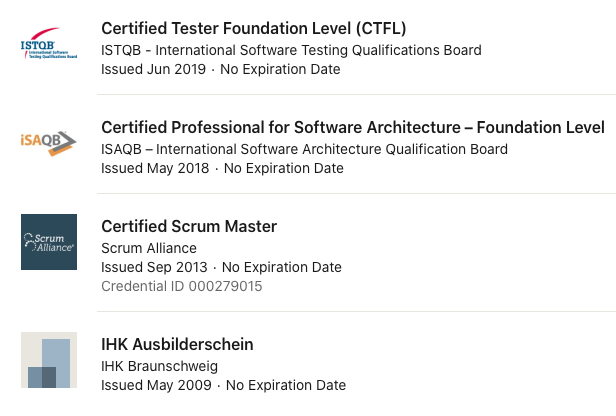 ISTQB
International Software
Testing Qualifications Board
Certified Tester Foundation Level (CTFL)
ISTQB - International Software Testing Qualifications Board
Issued Jun 2019 · No Expiration Date
iSAQB
Certified Professional for Software Architecture – Foundation Level
ISAQB – International Software Architecture Qualification Board
Issued May 2018 · No Expiration Date
Scrum
Alliance®
Certified Scrum Master
Scrum Alliance
Issued Sep 2013 · No Expiration Date
Credential ID 000279015
IHK Ausbilderschein
IHK Braunschweig
Issued May 2009 · No Expiration Date